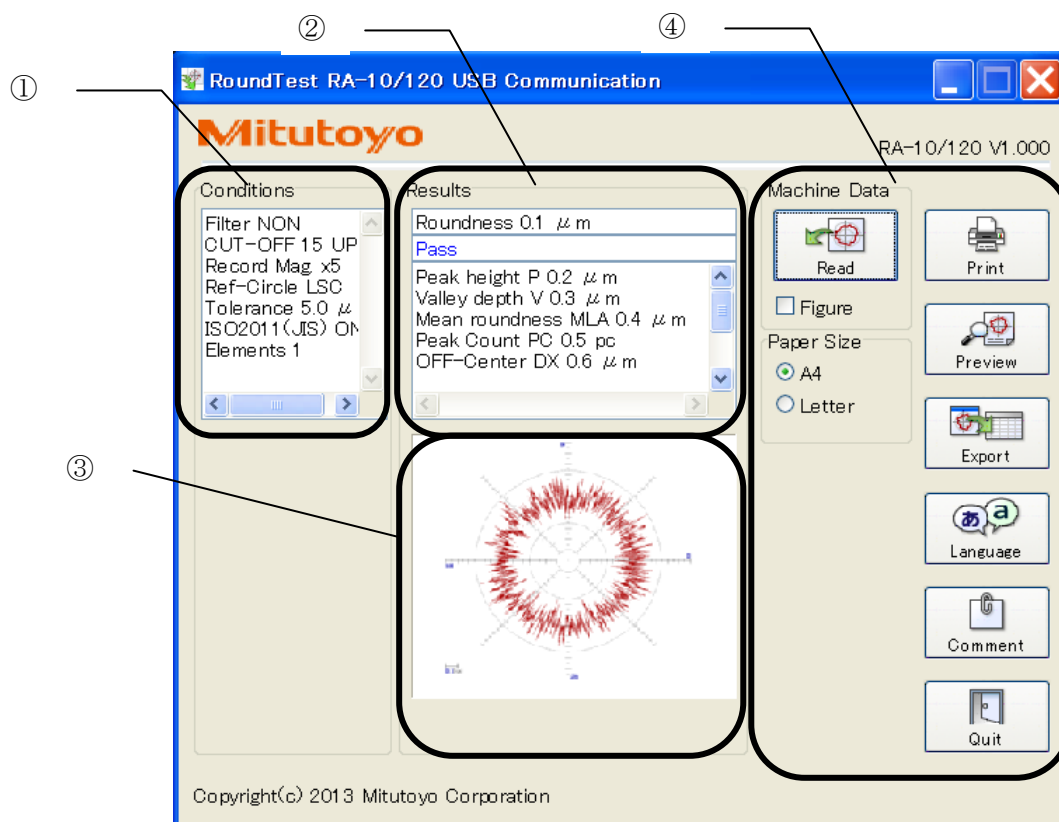 ②
④
①
RoundTest RA-10/120 USB Communication
Mitutoyo
RA-10/120 V1.000
Conditions
Filter NON
CUT-OFF 15 UP
Record Mag x5
Ref-Circle LSC
Tolerance 5.0 μ
ISO2011(JIS) ON
Elements 1
Results
Roundness 0.1 μm
Pass
Peak height P 0.2 μm
Valley depth V 0.3 μm
Mean roundness MLA 0.4 μm
Peak Count PC 0.5 pc
OFF-Center DX 0.6 μm
Machine Data
Read
Figure
Paper Size
A4
Letter
Print
Preview
Export
あ a
Language
Comment
Quit
③
Copyright(c) 2013 Mitutoyo Corporation